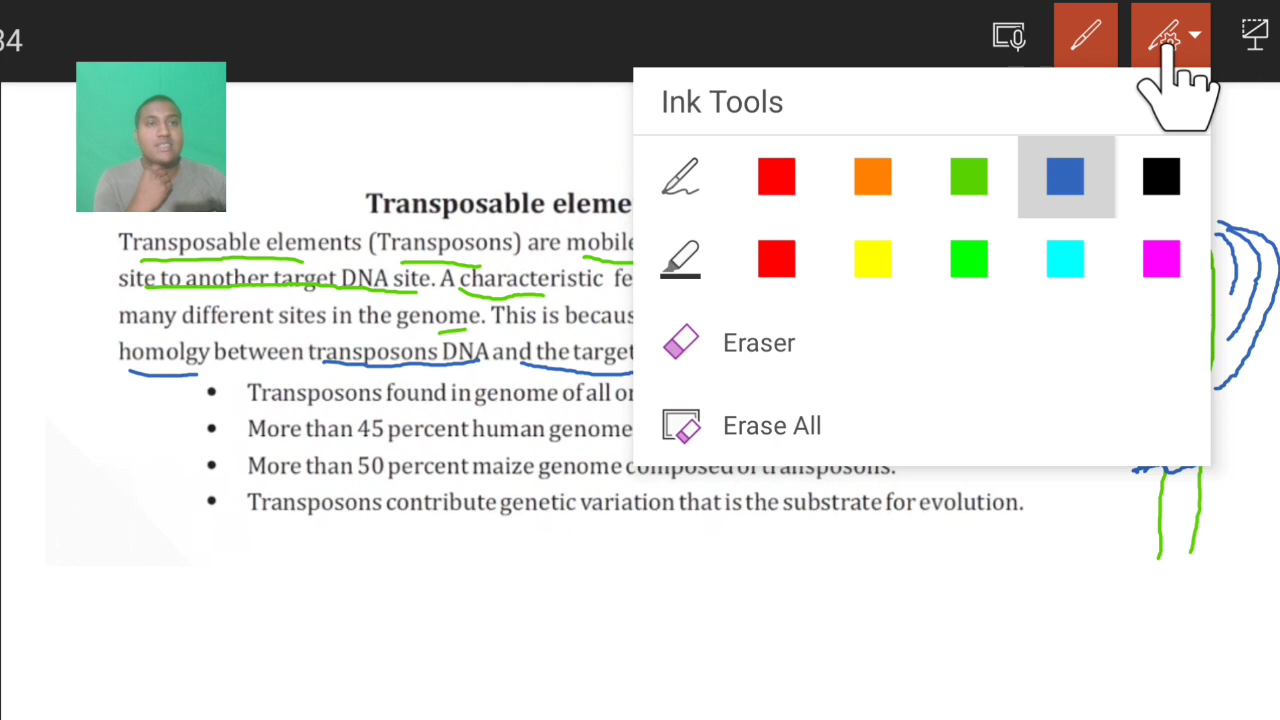 34
Ink Tools
Transposable eleme
Transposable elements (Transposons) are mobile
site to another target DNA site. A characteristic fe
many different sites in the genome. This is becaus
homolgy between transposons DNA and the target
Eraser
• Transposons found in genome of all or
• More than 45 percent human genome
Erase All
• More than 50 percent maize genome composed of transposons.
• Transposons contribute genetic variation that is the substrate for evolution.